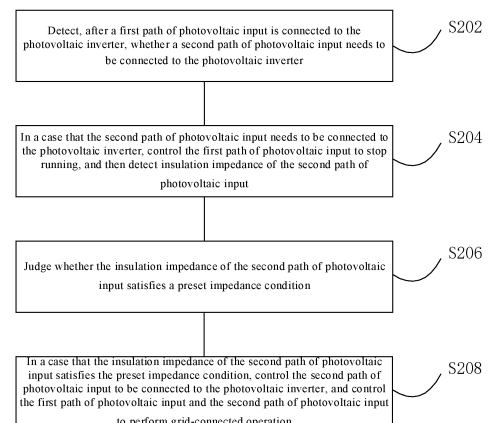 Detect, after a first path of photovoltaic input is connected to the
photovoltaic inverter, whether a second path of photovoltaic input needs to
be connected to the photovoltaic inverter
S202
In a case that the second path of photovoltaic input needs to be connected to
the photovoltaic inverter, control the first path of photovoltaic input to stop
running, and then detect insulation impedance of the second path of
photovoltaic input
S204
Judge whether the insulation impedance of the second path of photovoltaic
input satisfies a preset impedance condition
S206
In a case that the insulation impedance of the second path of photovoltaic
input satisfies the preset impedance condition, control the second path of
photovoltaic input to be connected to the photovoltaic inverter, and control
the first path of photovoltaic input and the second path of photovoltaic input
to perform grid-connected operation
S208